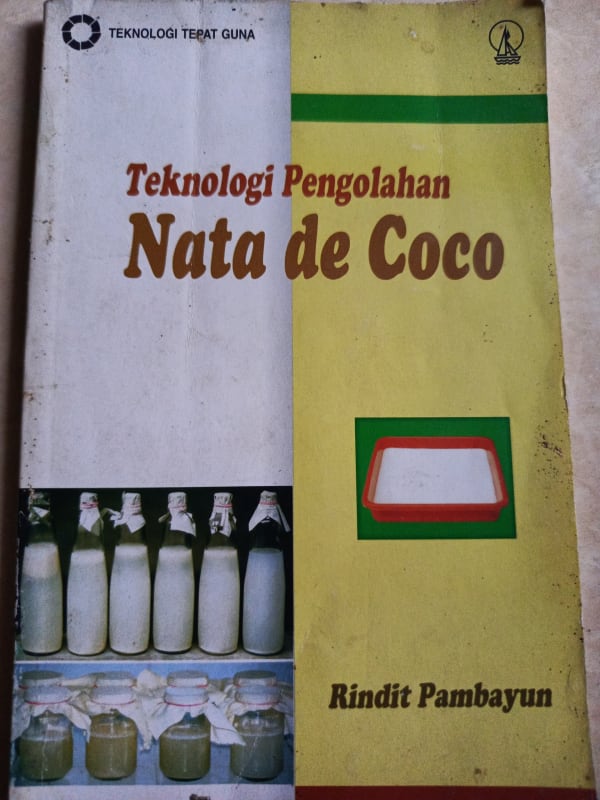 TEKNOLOGI TEPAT GUNA
Teknologi Pengolahan
Nata de Coco
Rindit Pambayun